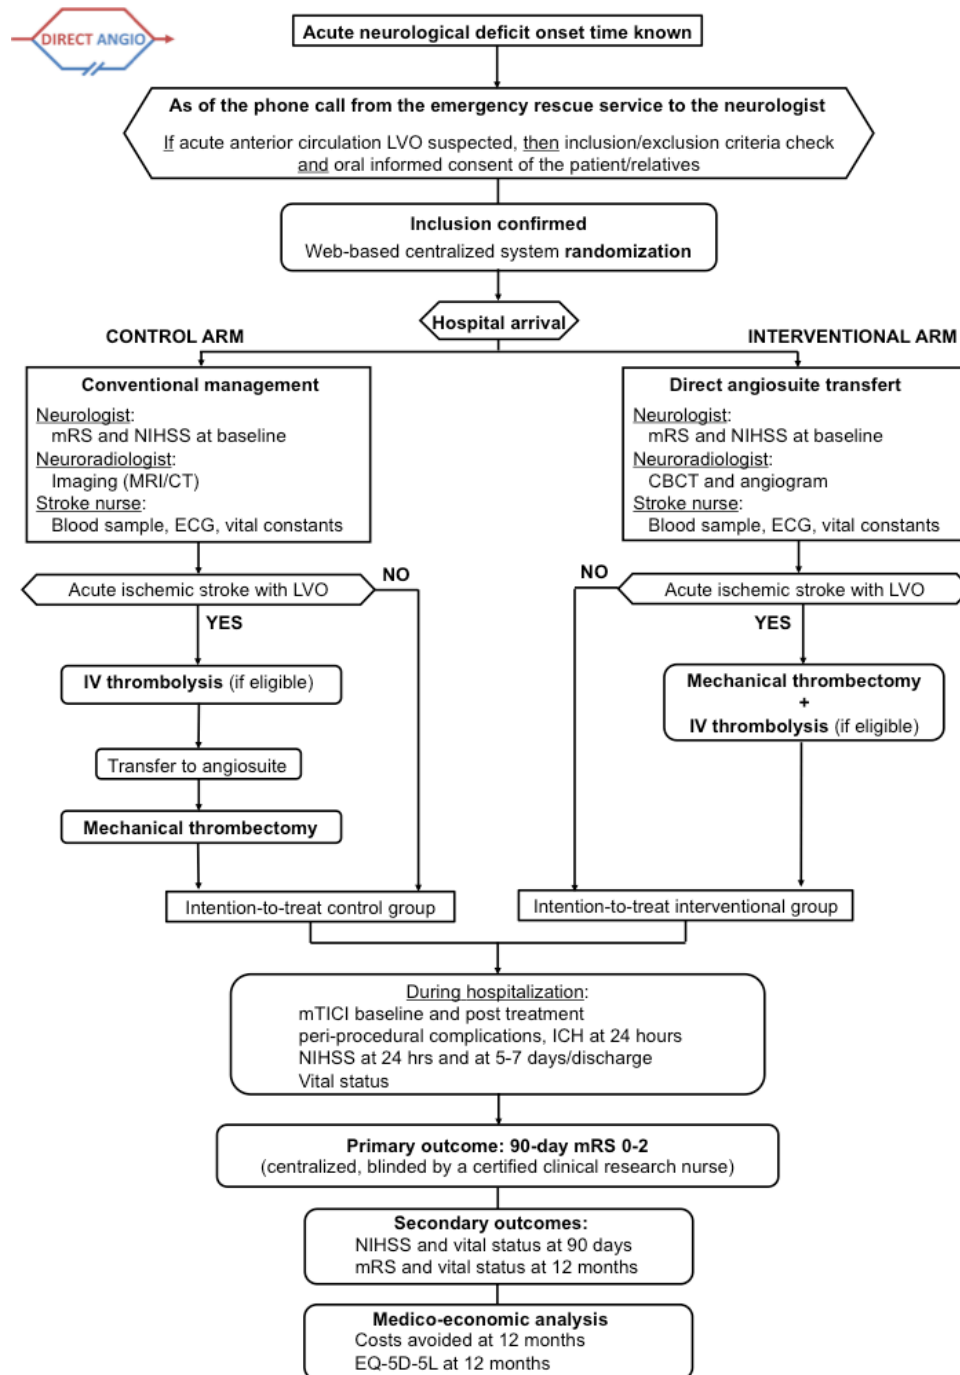 DIRECT ANGIO
Acute neurological deficit onset time known
As of the phone call from the emergency rescue service to the neurologist
If acute anterior circulation LVO suspected, then inclusion/exclusion criteria check
and oral informed consent of the patient/relatives
Inclusion confirmed
Web-based centralized system randomization
Hospital arrival
CONTROL ARM
INTERVENTIONAL ARM
Conventional management
Neurologist:
mRS and NIHSS at baseline
Neuroradiologist:
Imaging (MRI/CT)
Stroke nurse:
Blood sample, ECG, vital constants
Direct angiosuite transfert
Neurologist:
mRS and NIHSS at baseline
Neuroradiologist:
CBCT and angiogram
Stroke nurse:
Blood sample, ECG, vital constants
Acute ischemic stroke with LVO
NO
YES
IV thrombolysis (if eligible)
Transfer to angiosuite
Mechanical thrombectomy
Intention-to-treat control group
NO
Acute ischemic stroke with LVO
YES
Mechanical thrombectomy
+
IV thrombolysis (if eligible)
Intention-to-treat interventional group
During hospitalization:
mTICI baseline and post treatment
peri-procedural complications, ICH at 24 hours
NIHSS at 24 hrs and at 5-7 days/discharge
Vital status
Primary outcome: 90-day mRS 0-2
(centralized, blinded by a certified clinical research nurse)
Secondary outcomes:
NIHSS and vital status at 90 days
mRS and vital status at 12 months
Medico-economic analysis
Costs avoided at 12 months
EQ-5D-5L at 12 months